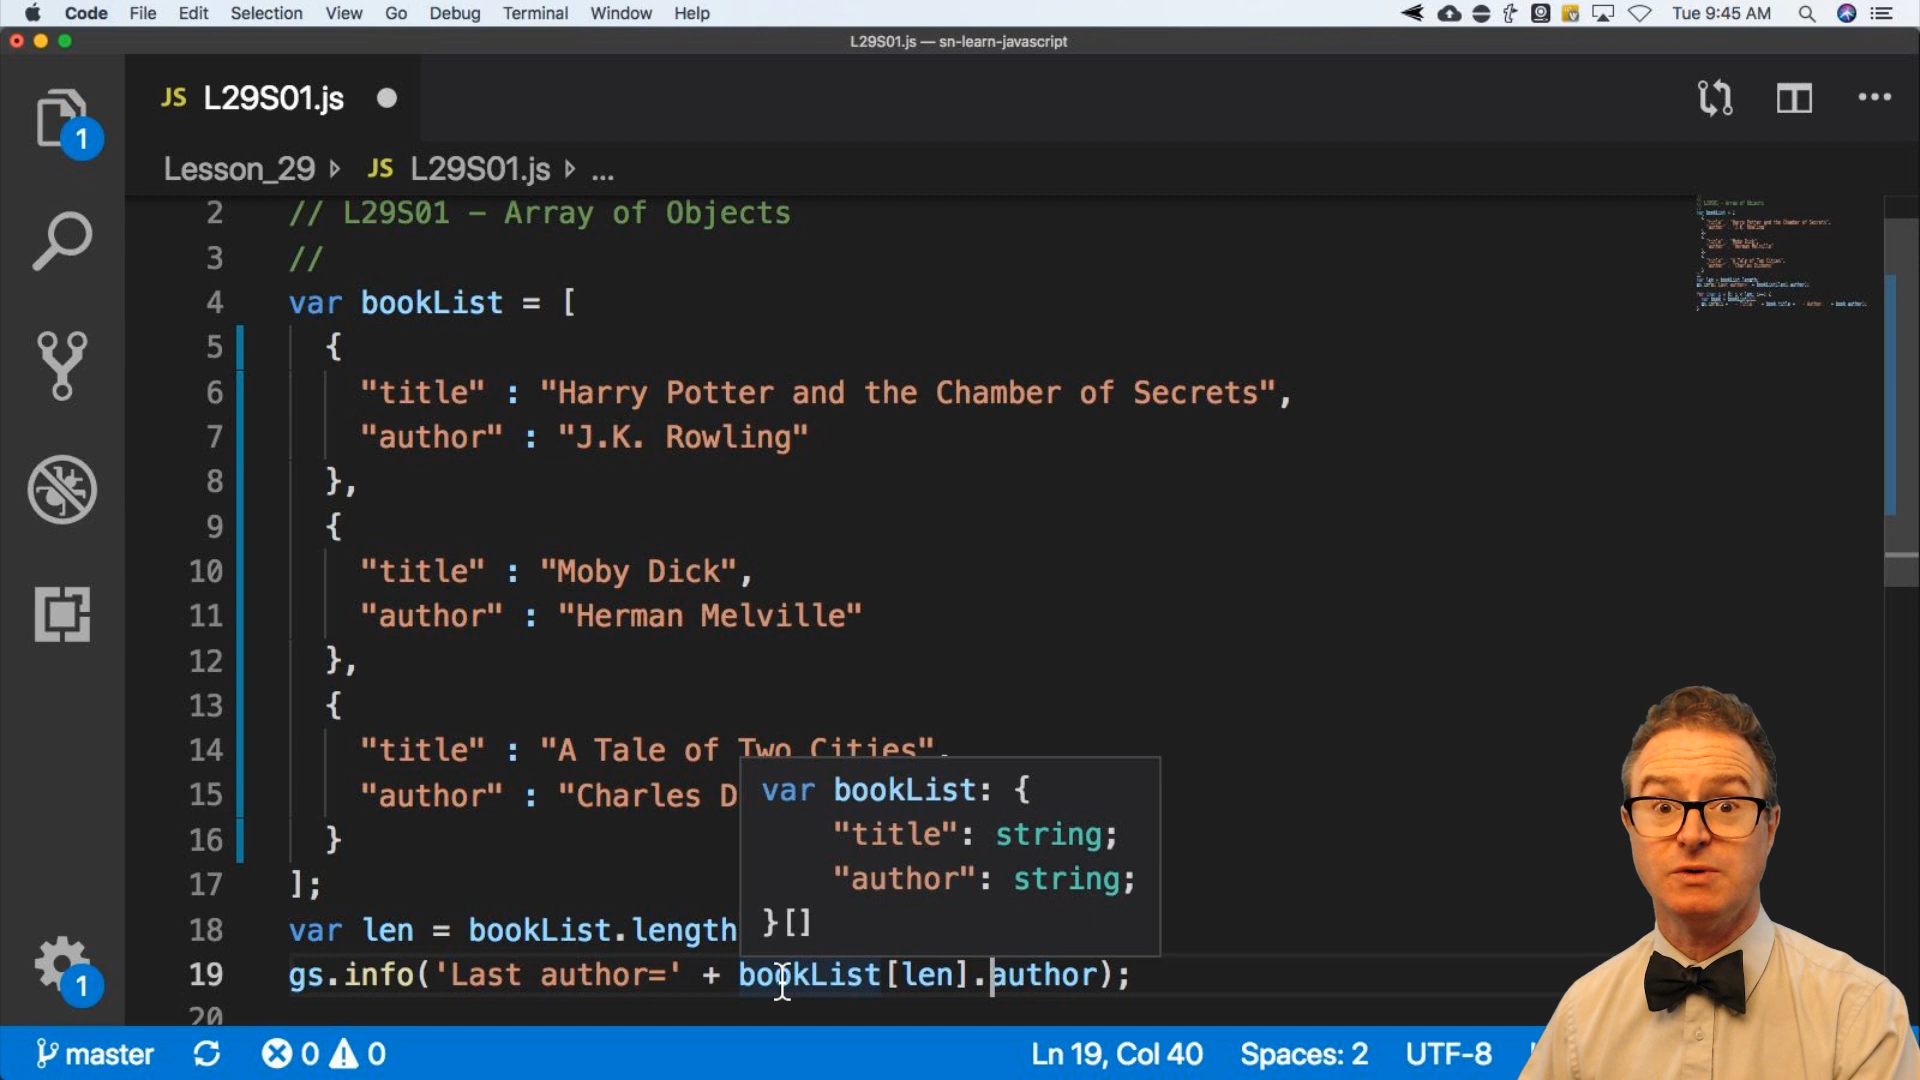 Code File Edit Selection View Go Debug Terminal Window Help Tue 9:45 AM
L29S01.js — sn-learn-javascript
JS L29S01.js
1
Lesson_29 JS L29S01.js ...
2 // L29S01 - Array of Objects
3 //
4 var bookList = [
5 {
6 "title" : "Harry Potter and the Chamber of Secrets",
7 "author" : "J.K. Rowling"
8 },
9 {
10 "title" : "Moby Dick",
11 "author" : "Herman Melville"
12 },
13 {
14 "title" : "A Tale of Two Cities",
15 "author" : "Charles D
16 }
17 ];
18 var len = bookList.length
19 gs.info('Last author=' + bookList[len].author);
20
var bookList: {
"title": string;
"author": string;
}[]
1
master 0 0 Ln 19, Col 40 Spaces: 2 UTF-8